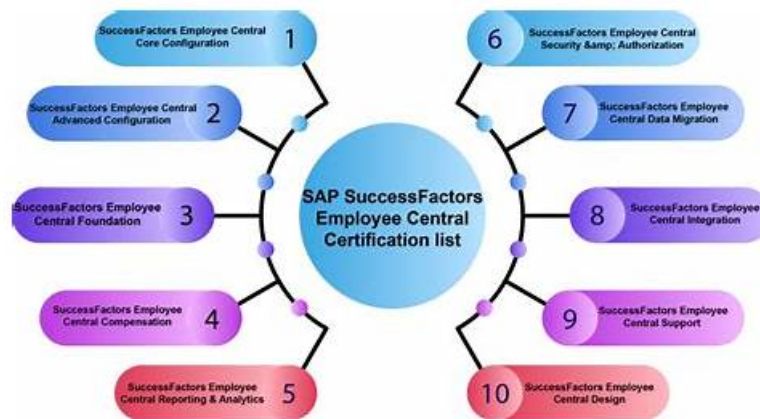 SuccessFactors Employee Central
Core Configuration
1
SuccessFactors Employee Central
Advanced Configuration
2
SuccessFactors Employee
Central Foundation
3
SuccessFactors Employee
Central Compensation
4
SuccessFactors Employee
Central Reporting & Analytics
5
SAP SuccessFactors
Employee Central
Certification list
6
SuccessFactors Employee Central
Security &amp; Authorization
7
SuccessFactors Employee
Central Data Migration
8
SuccessFactors Employee
Central Integration
9
SuccessFactors Employee
Central Support
10
SuccessFactors Employee
Central Design